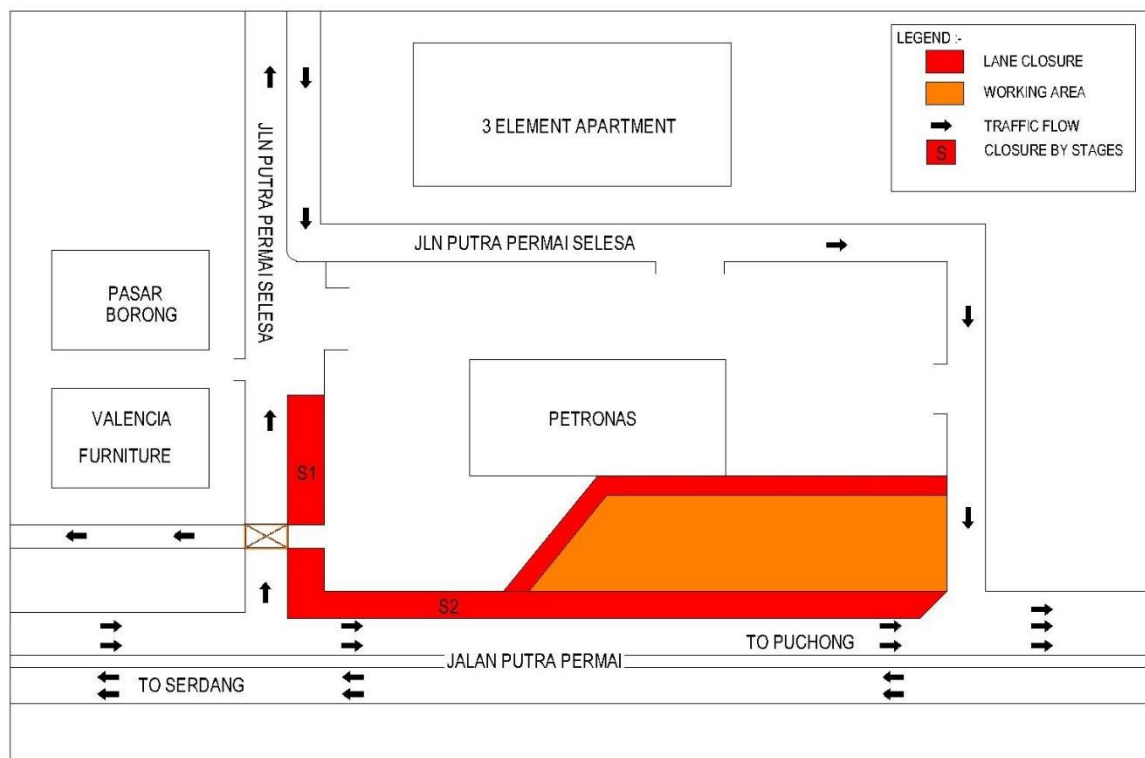 LEGEND :-
LANE CLOSURE
WORKING AREA
TRAFFIC FLOW
S
CLOSURE BY STAGES
3 ELEMENT APARTMENT
JLN PUTRA PERMAI SELESA
JLN PUTRA PERMAI SELESA
PASAR
BORONG
VALENCIA
FURNITURE
PETRONAS
S1
S2
TO PUCHONG
JALAN PUTRA PERMAI
TO SERDANG